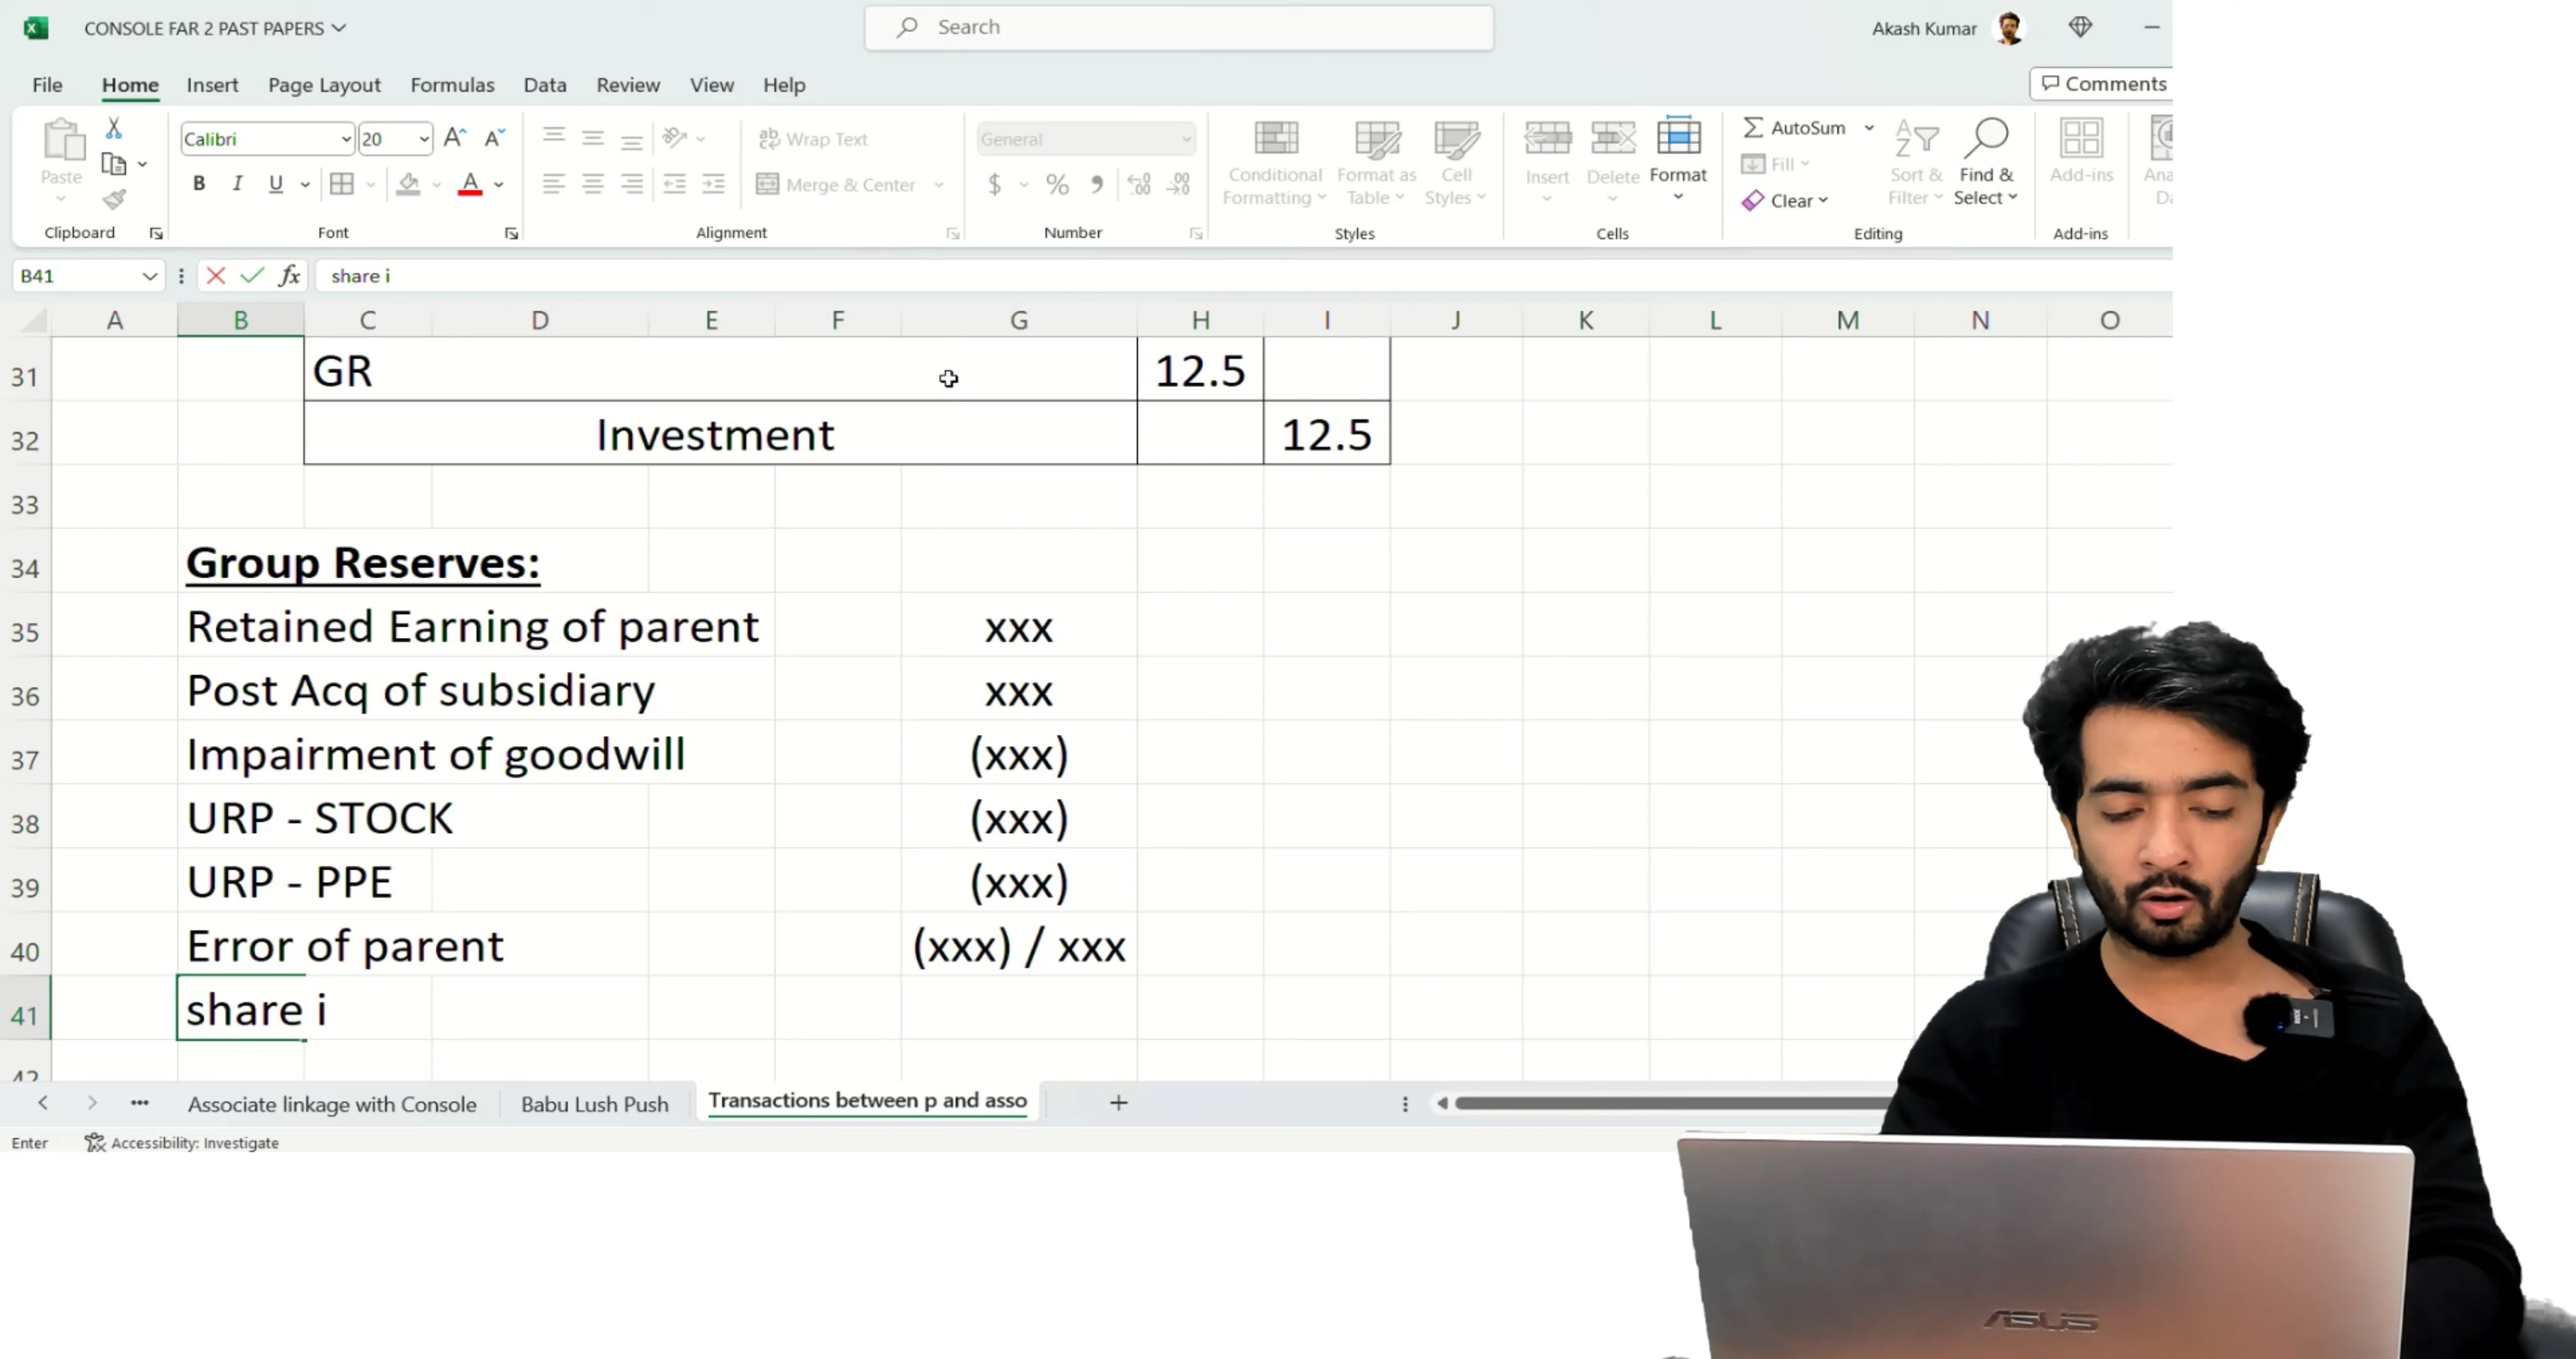 CONSOLE FAR 2 PAST PAPERS
Search
Akash Kumar
File Home Insert Page Layout Formulas Data Review View Help
Comments
Paste
Clipboard
Calibri 20
B I U
Font
Wrap Text
Merge & Center
Alignment
General
$ % 9 .00 .00
Number
Conditional Formatting
Format as Table
Cell Styles
Styles
Insert Delete Format
Cells
AutoSum
Fill
Clear
Sort & Filter
Find & Select
Editing
Add-ins
Add-ins
B41 fx share i
A B C D E F G H I J K L M N O
31 GR 12.5
32 Investment 12.5
33
34 Group Reserves:
35 Retained Earning of parent xxx
36 Post Acq of subsidiary xxx
37 Impairment of goodwill (xxx)
38 URP - STOCK (xxx)
39 URP - PPE (xxx)
40 Error of parent (xxx) / xxx
41 share i
42
Associate linkage with Console Babu Lush Push Transactions between p and asso
Enter Accessibility: Investigate
ASUS